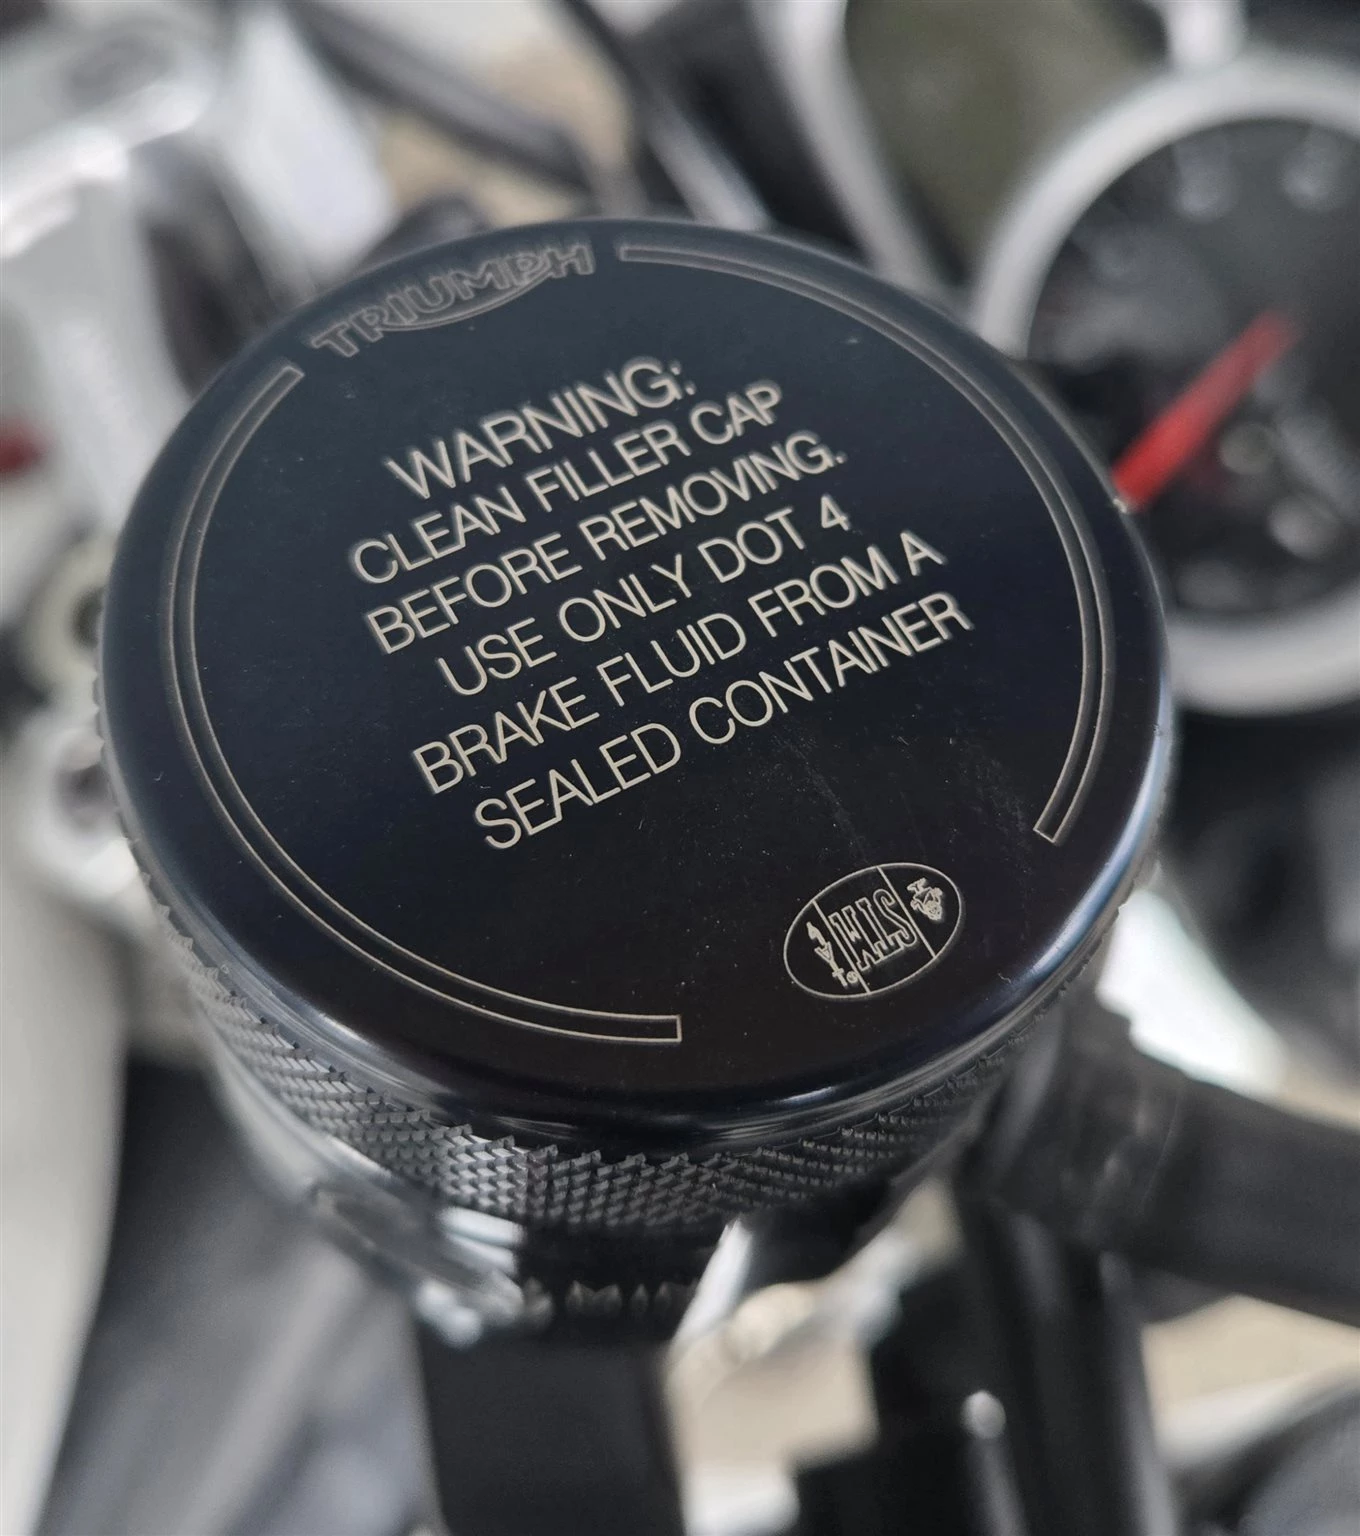 TRIUMPH
WARNING:
CLEAN FILLER CAP
BEFORE REMOVING.
USE ONLY DOT 4
BRAKE FLUID FROM A
SEALED CONTAINER